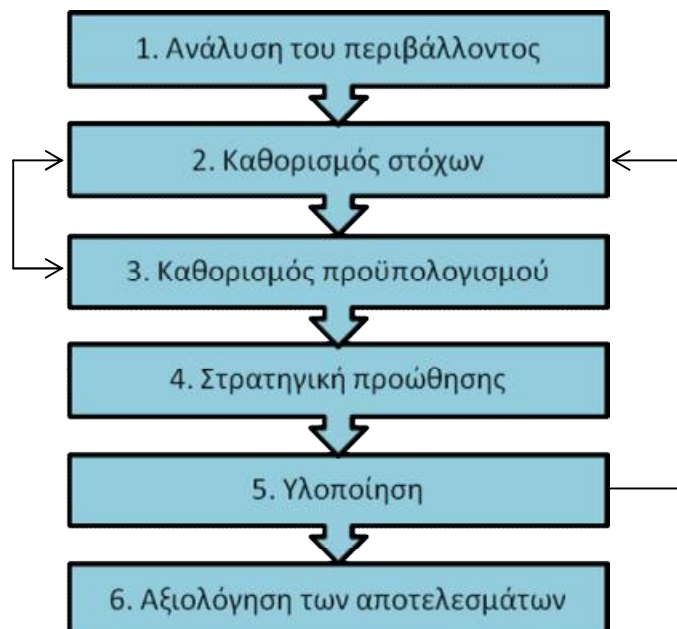 1. Ανάλυση του περιβάλλοντος
2. Καθορισμός στόχων
3. Καθορισμός προϋπολογισμού
4. Στρατηγική προώθησης
5. Υλοποίηση
6. Αξιολόγηση των αποτελεσμάτων